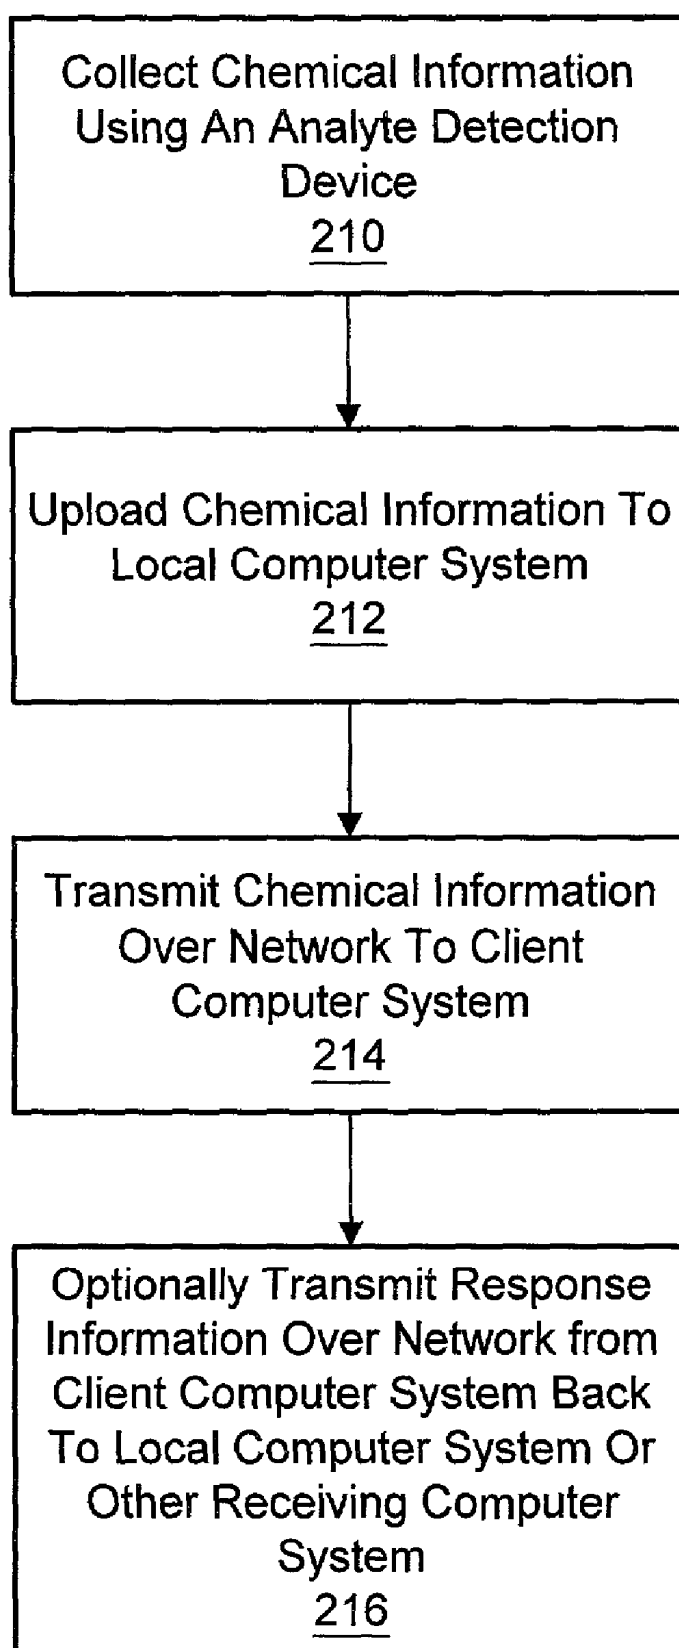 Collect Chemical Information
Using An Analyte Detection
Device
210
Upload Chemical Information To
Local Computer System
212
Transmit Chemical Information
Over Network To Client
Computer System
214
Optionally Transmit Response
Information Over Network from
Client Computer System Back
To Local Computer System Or
Other Receiving Computer
System
216